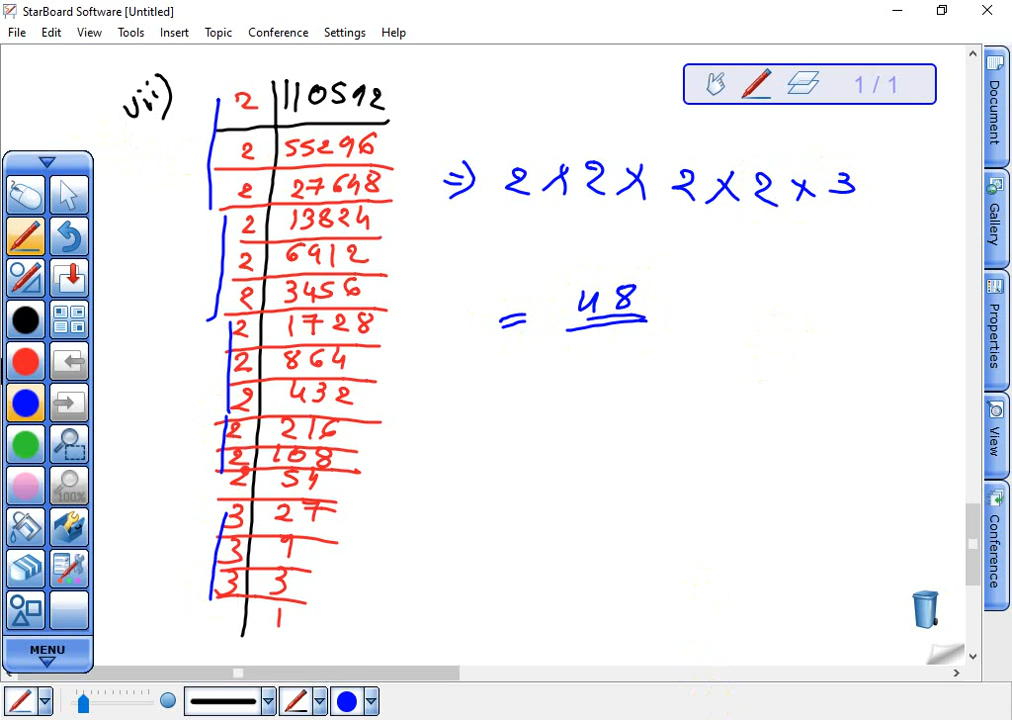 StarBoard Software [Untitled]
File Edit View Tools Insert Topic Conference Settings Help
vii) 2 110592
2 55296
2 27648
2 13824
2 6912
2 3456
2 1728
2 864
2 432
2 216
2 108
2 54
3 27
3 9
3 3
1
⇒ 2 × 2 × 2 × 2 × 3
= 48
1 / 1
Document
Gallery
Properties
View
Conference
100%
MENU